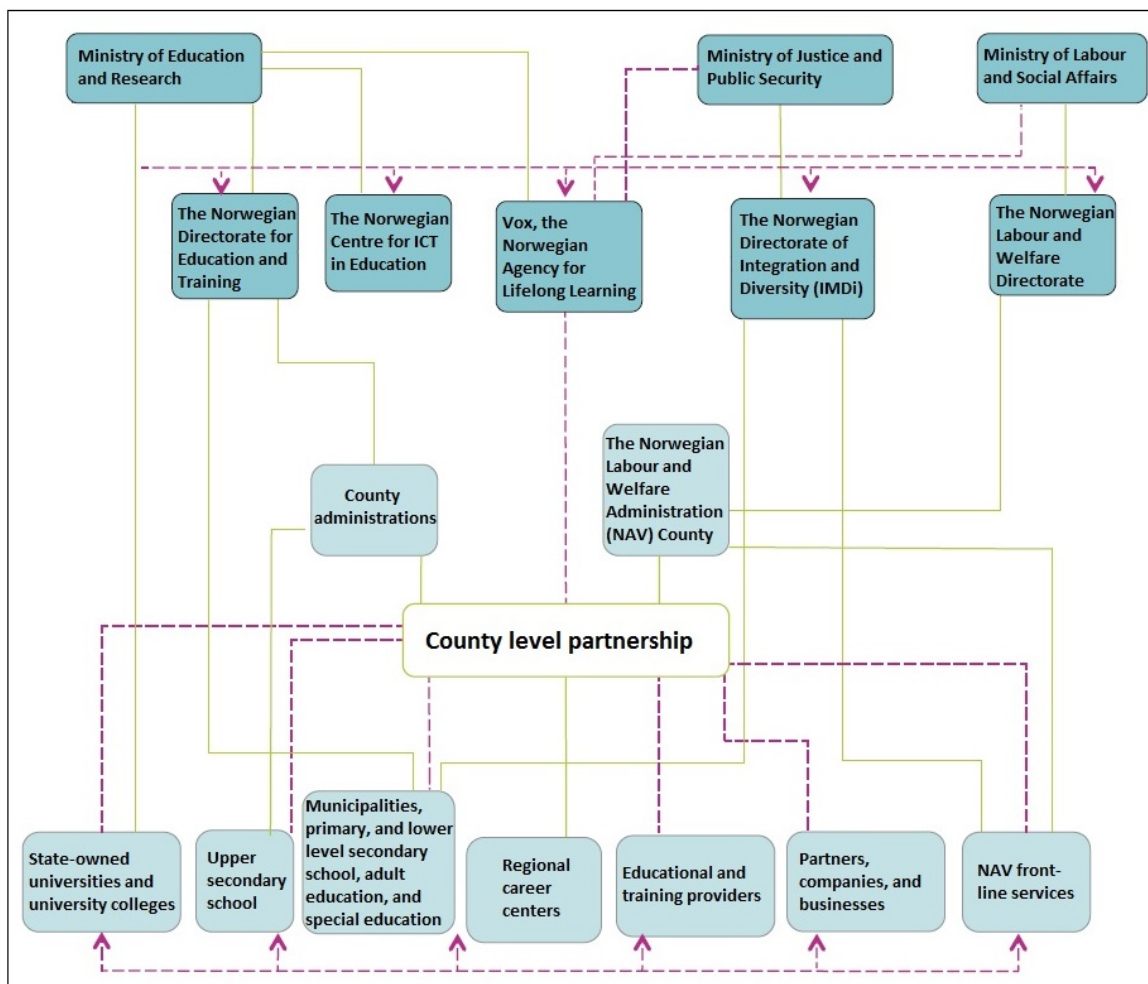 Ministry of Education
and Research
Ministry of Justice and
Public Security
Ministry of Labour
and Social Affairs
The Norwegian
Directorate for
Education and
Training
The Norwegian
Centre for ICT
in Education
Vox, the
Norwegian
Agency for
Lifelong Learning
The Norwegian
Directorate of
Integration and
Diversity (IMDi)
The Norwegian
Labour and
Welfare
Directorate
County
administrations
The Norwegian
Labour and
Welfare
Administration
(NAV) County
County level partnership
State-owned
universities and
university colleges
Upper
secondary
school
Municipalities,
primary, and lower
level secondary
school, adult
education, and
special education
Regional
career
centers
Educational and
training providers
Partners,
companies, and
businesses
NAV front-
line services